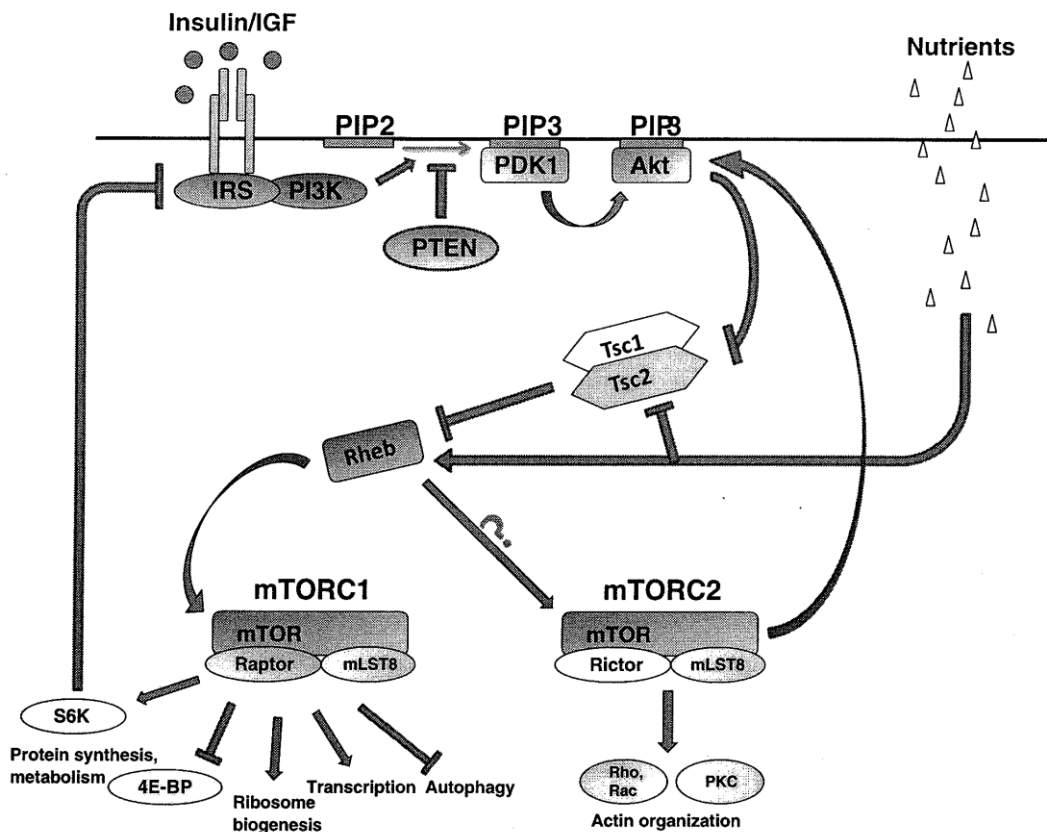 Insulin/IGF
Nutrients
PIP2
PIP3
PIP3
IRS
PI3K
PDK1
Akt
PTEN
Tsc1
Tsc2
Rheb
?
mTORC1
mTORC2
mTOR
mTOR
Raptor
mLST8
Rictor
mLST8
S6K
Protein synthesis,
metabolism
4E-BP
Ribosome
biogenesis
Transcription
Autophagy
Rho,
Rac
PKC
Actin organization